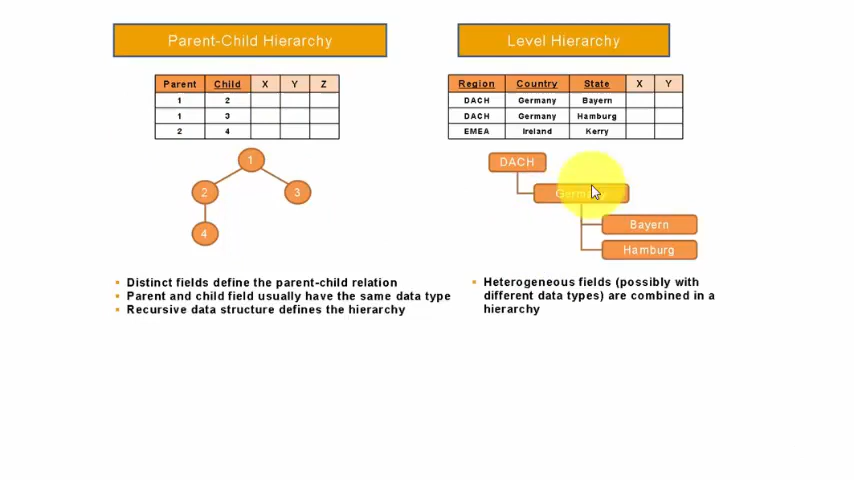 Parent-Child Hierarchy
Parent Child X Y Z
1 2
1 3
2 4
1
2 3
4
Distinct fields define the parent-child relation
Parent and child field usually have the same data type
Recursive data structure defines the hierarchy
Level Hierarchy
Region Country State X Y
DACH Germany Bayern
DACH Germany Hamburg
EMEA Ireland Kerry
DACH
Bayern
Hamburg
Heterogeneous fields (possibly with
different data types) are combined in a
hierarchy